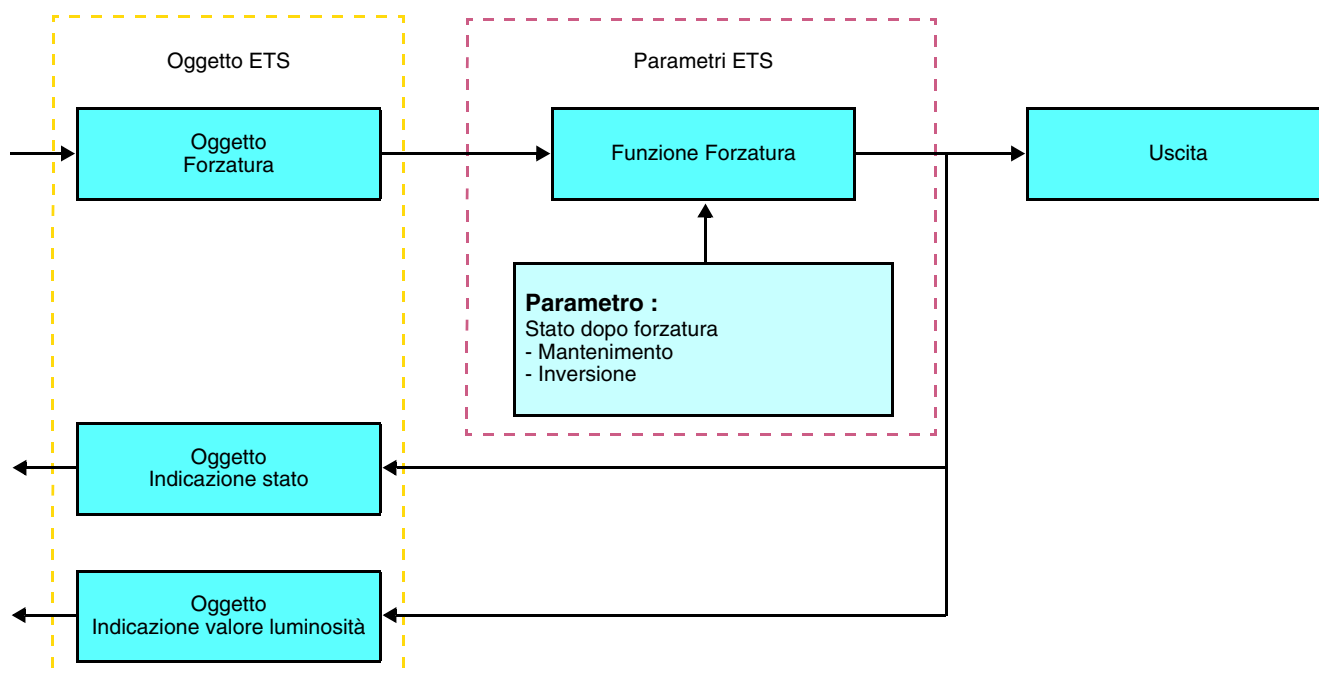 Oggetto ETS
Parametri ETS
Oggetto
Forzatura
Funzione Forzatura
Uscita
Parametro :
Stato dopo forzatura
- Mantenimento
- Inversione
Oggetto
Indicazione stato
Oggetto
Indicazione valore luminosità